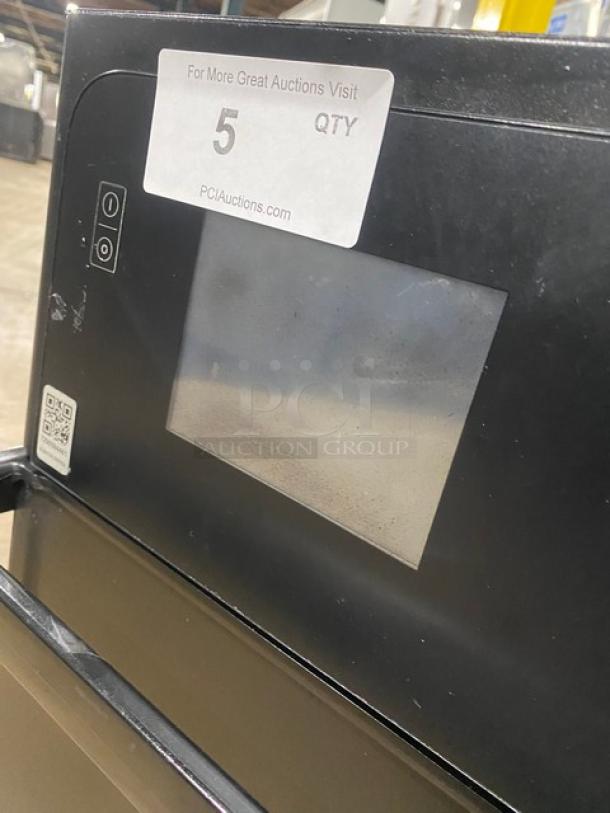 For More Great Auctions Visit
5 QTY
PCIAuctions.com
PCI
AUCTION GROUP